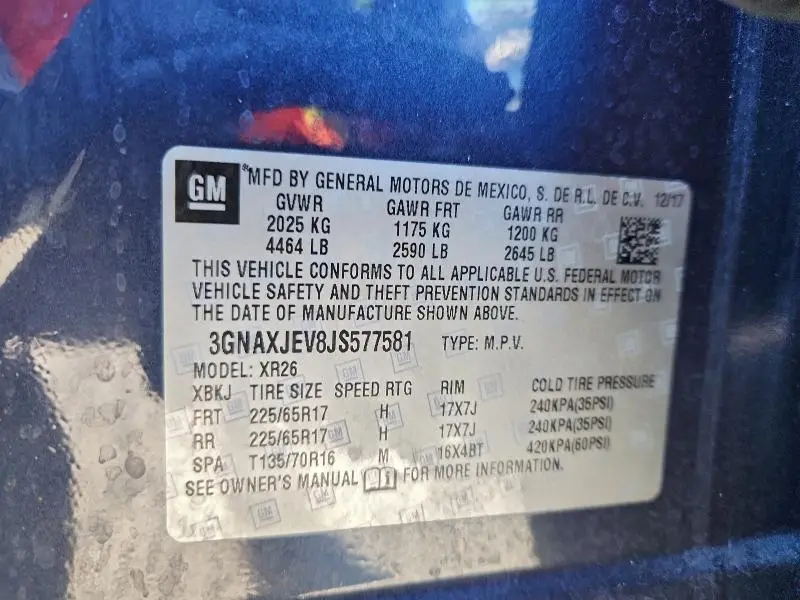 GM ® MFD BY GENERAL MOTORS DE MEXICO, S. DE R.L. DE C.V. 12/17
GVWR GAWR FRT GAWR RR
2025 KG 1175 KG 1200 KG
4464 LB 2590 LB 2645 LB
THIS VEHICLE CONFORMS TO ALL APPLICABLE U.S. FEDERAL MOTOR
VEHICLE SAFETY AND THEFT PREVENTION STANDARDS IN EFFECT ON
THE DATE OF MANUFACTURE SHOWN ABOVE.
3GNAXJEV8JS577581 TYPE: M.P.V.
MODEL: XR26
XBKJ TIRE SIZE SPEED RTG RIM COLD TIRE PRESSURE
FRT 225/65R17 H 17X7J 240KPA(35PSI)
RR 225/65R17 H 17X7J 240KPA(35PSI)
SPA T135/70R16 M 16X4BT 420KPA(60PSI)
SEE OWNER'S MANUAL FOR MORE INFORMATION.